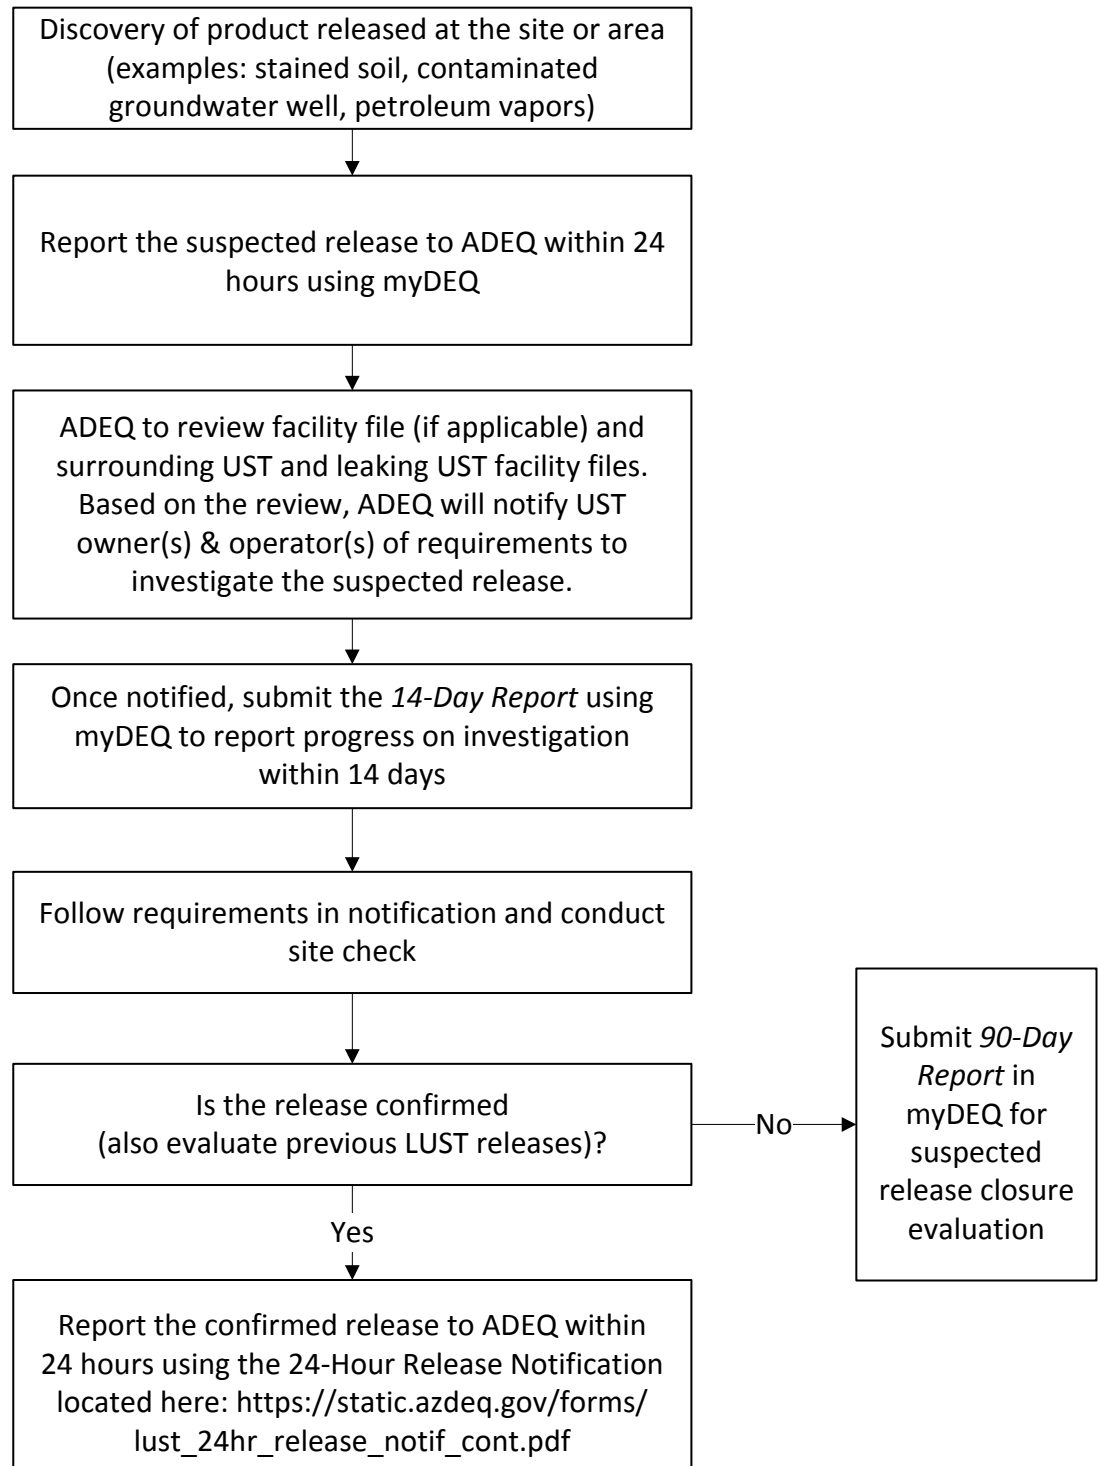 Discovery of product released at the site or area
(examples: stained soil, contaminated
groundwater well, petroleum vapors)
Report the suspected release to ADEQ within 24
hours using myDEQ
ADEQ to review facility file (if applicable) and
surrounding UST and leaking UST facility files.
Based on the review, ADEQ will notify UST
owner(s) & operator(s) of requirements to
investigate the suspected release.
Once notified, submit the 14-Day Report using
myDEQ to report progress on investigation
within 14 days
Follow requirements in notification and conduct
site check
Is the release confirmed
(also evaluate previous LUST releases)?
No
Submit 90-Day
Report in
myDEQ for
suspected
release closure
evaluation
Yes
Report the confirmed release to ADEQ within
24 hours using the 24-Hour Release Notification
located here: https://static.azdeq.gov/forms/
lust_24hr_release_notif_cont.pdf